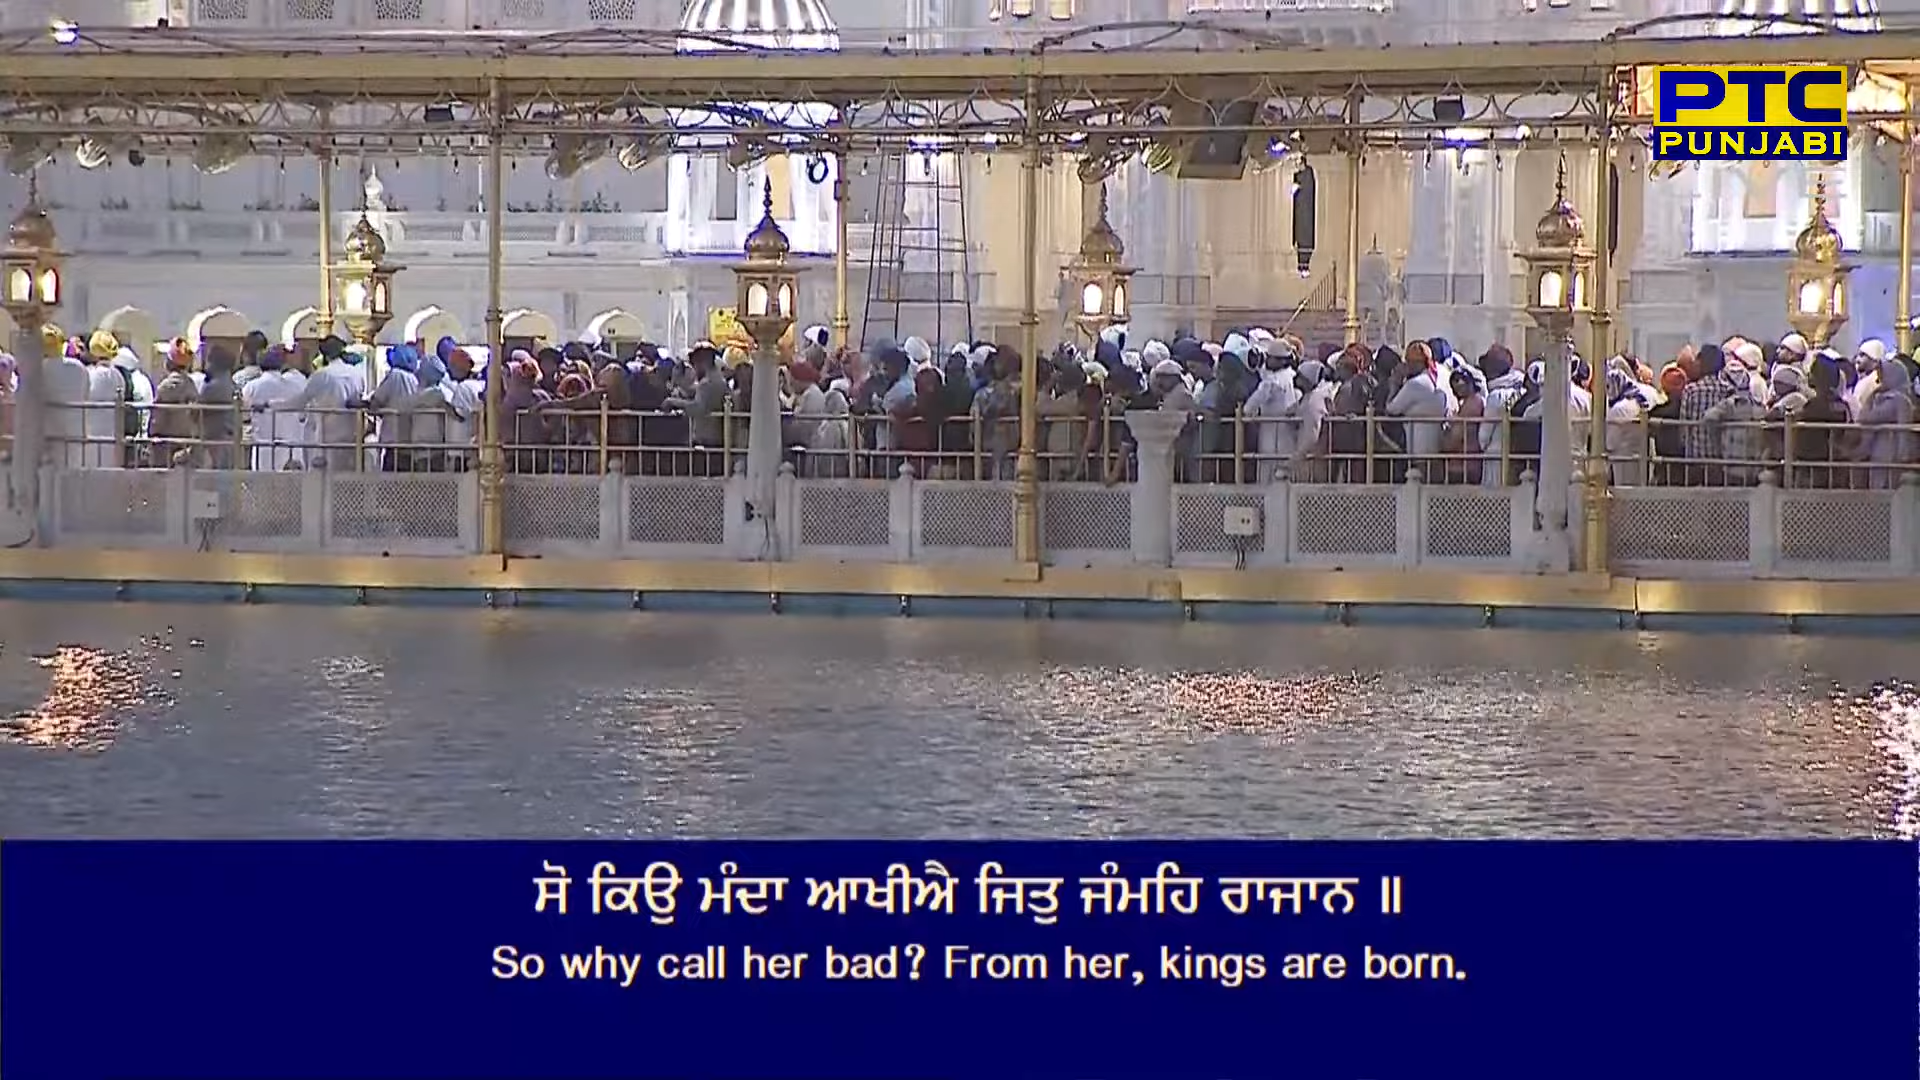 PTC
PUNJABI
ਸੋ ਕਿਉ ਮੰਦਾ ਆਖੀਐ ਜਿਤੁ ਜੰਮਹਿ ਰਾਜਾਨ ॥
So why call her bad? From her, kings are born.